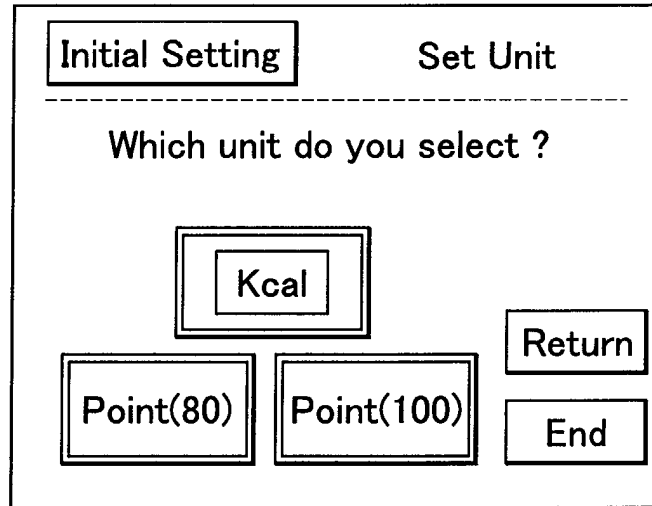 Initial Setting
Set Unit
Which unit do you select ?
Kcal
Point(80)
Point(100)
Return
End